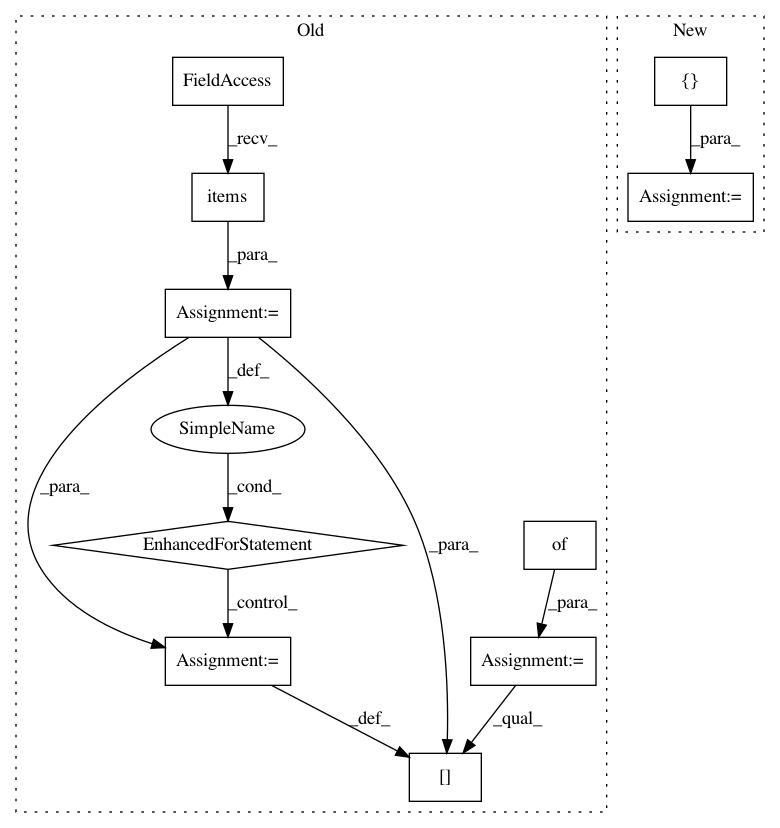 Old
New
FieldAccess
{}
_recv_
_para_
items
Assignment:=
_para_
Assignment:=
_def_
SimpleName
_para_
_cond_
_para_
EnhancedForStatement
of
_control_
_para_
Assignment:=
Assignment:=
_def_
_qual_
[]